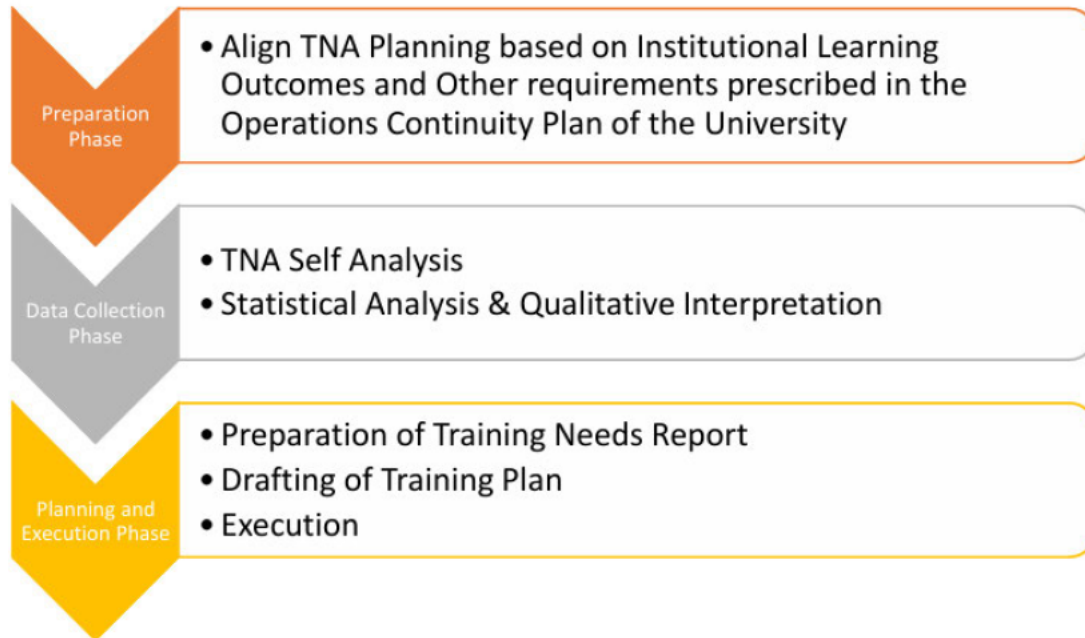 Preparation
Phase
• Align TNA Planning based on Institutional Learning
Outcomes and Other requirements prescribed in the
Operations Continuity Plan of the University
Data Collection
Phase
• TNA Self Analysis
• Statistical Analysis & Qualitative Interpretation
Planning and
Execution Phase
• Preparation of Training Needs Report
• Drafting of Training Plan
• Execution